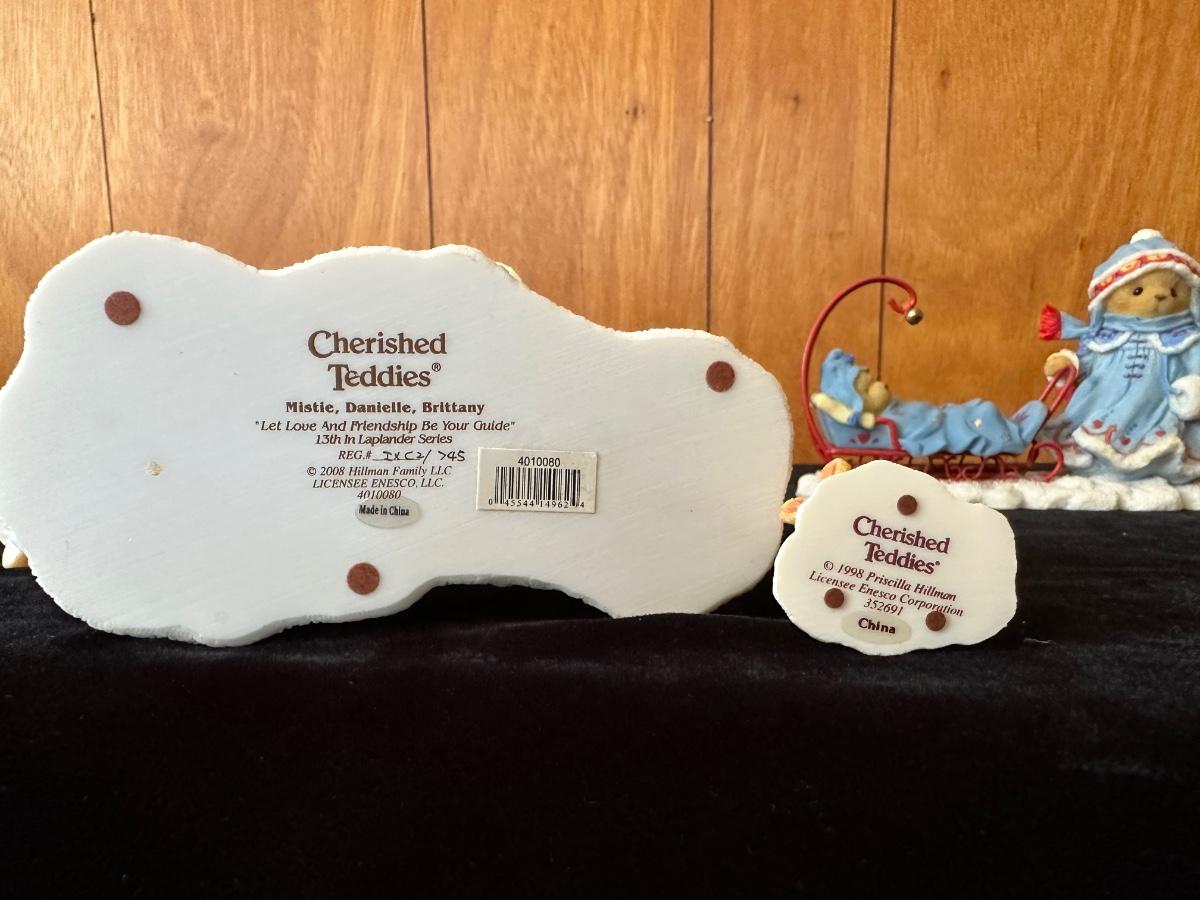 Cherished
Teddies®
Mistie, Danielle, Brittany
"Let Love And Friendship Be Your Guide"
13th In Laplander Series
REG.# IXC2/745
© 2008 Hillman Family LLC
LICENSEE ENESCO, LLC.
4010080
Made in China
4010080
0 45544 14962 4
Cherished
Teddies®
© 1998 Priscilla Hillman
Licensee Enesco Corporation
352691
China